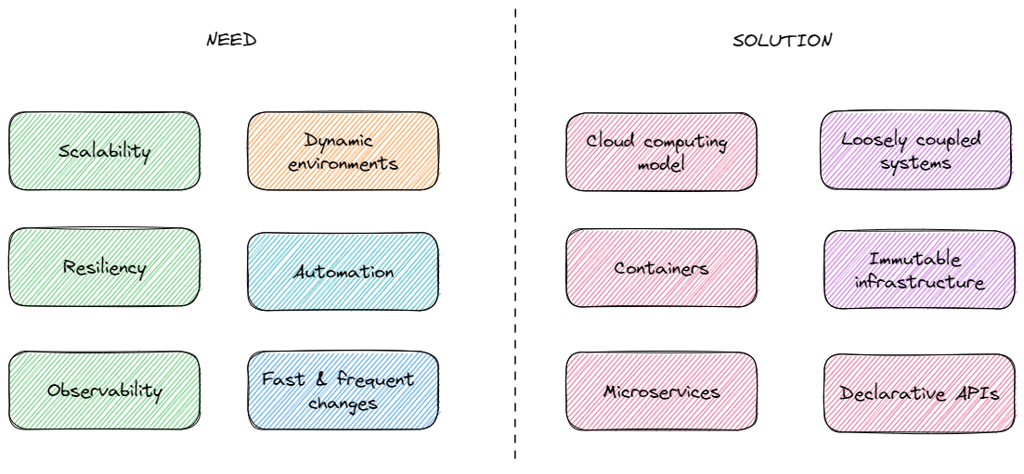 NEED
SOLUTION
Scalability
Dynamic
environments
Cloud computing
model
Loosely coupled
systems
Resiliency
Automation
Containers
Immutable
infrastructure
Observability
Fast & frequent
changes
Microservices
Declarative APIs